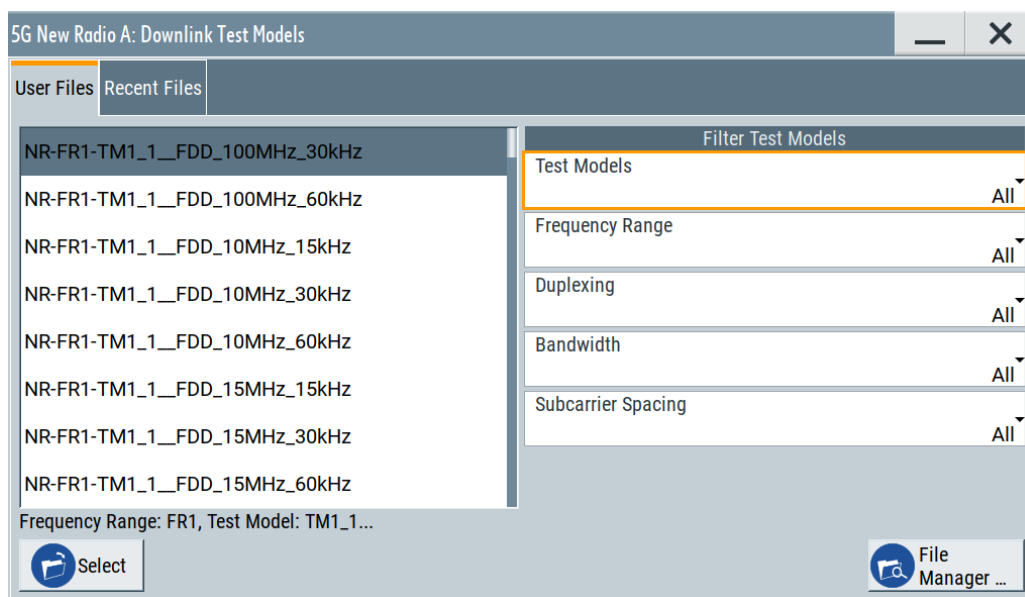 5G New Radio A: Downlink Test Models
User Files
Recent Files
NR-FR1-TM1_1__FDD_100MHz_30kHz
NR-FR1-TM1_1__FDD_100MHz_60kHz
NR-FR1-TM1_1__FDD_10MHz_15kHz
NR-FR1-TM1_1__FDD_10MHz_30kHz
NR-FR1-TM1_1__FDD_10MHz_60kHz
NR-FR1-TM1_1__FDD_15MHz_15kHz
NR-FR1-TM1_1__FDD_15MHz_30kHz
NR-FR1-TM1_1__FDD_15MHz_60kHz
Frequency Range: FR1, Test Model: TM1_1...
Select
Filter Test Models
Test Models
All
Frequency Range
All
Duplexing
All
Bandwidth
All
Subcarrier Spacing
All
File
Manager ...